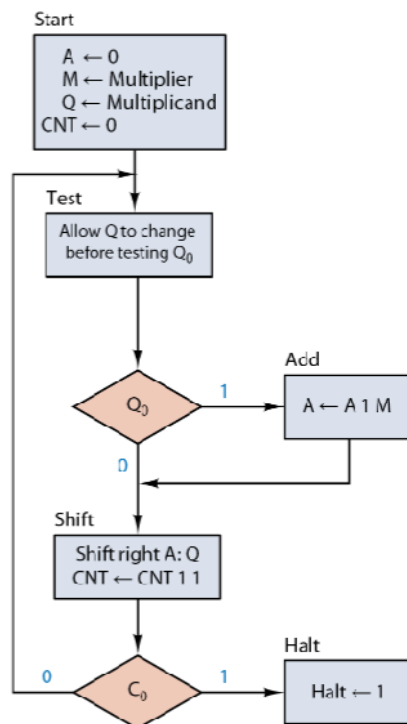 Start
A ← 0
M ← Multiplier
Q ← Multiplicand
CNT ← 0
Test
Allow Q to change
before testing Q₀
Add
Q₀
1
A ← A 1 M
0
Shift
Shift right A: Q
CNT ← CNT 1 1
Halt
0
C₀
1
Halt ← 1